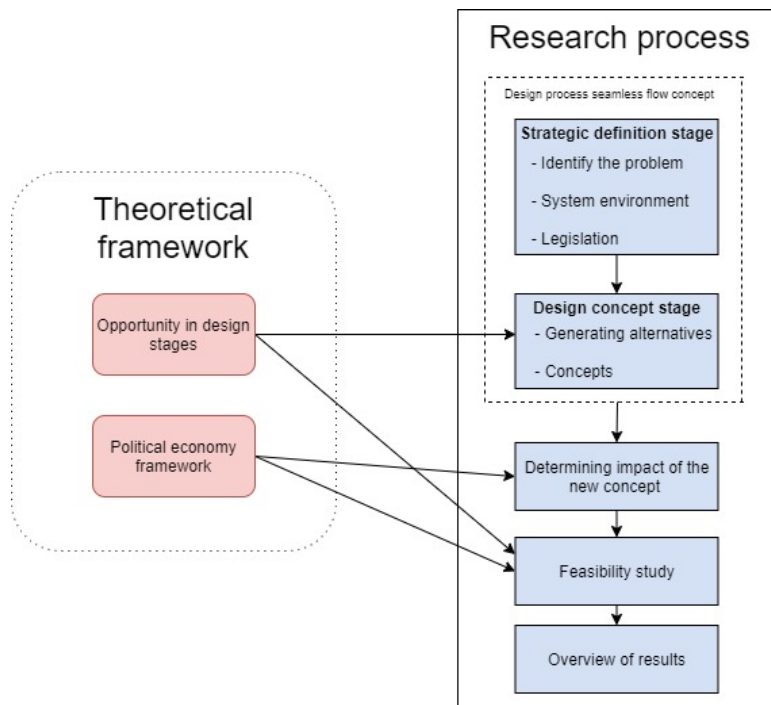 Research process
Design process seamless flow concept
Strategic definition stage
- Identify the problem
- System environment
- Legislation
Theoretical
framework
Opportunity in design
stages
Design concept stage
- Generating alternatives
- Concepts
Political economy
framework
Determining impact of the
new concept
Feasibility study
Overview of results